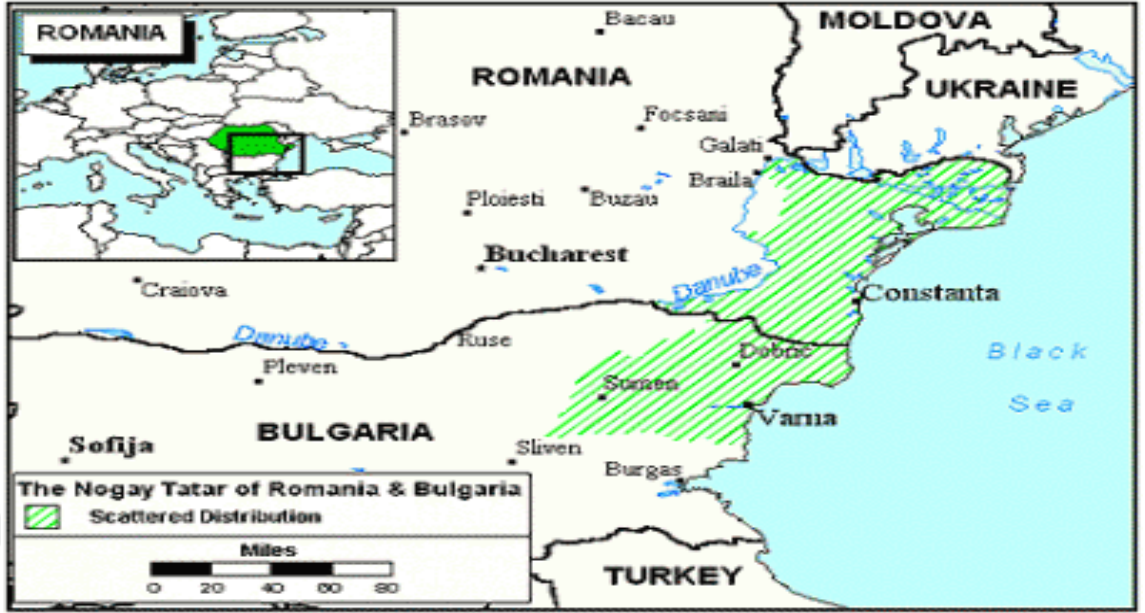 ROMANIA
Bacau
MOLDOVA
ROMANIA
UKRAINE
Brasov
Focsani
Galati
Braila
Ploiesti
Buzau
Bucharest
Danube
Craiova
Constanta
Danube
Ruse
Dobric
Black
Sea
Pleven
Sumen
Varna
BULGARIA
Sofija
Sliven
Burgas
The Nogay Tatar of Romania & Bulgaria
Scattered Distribution
Miles
0 20 40 60 80
TURKEY